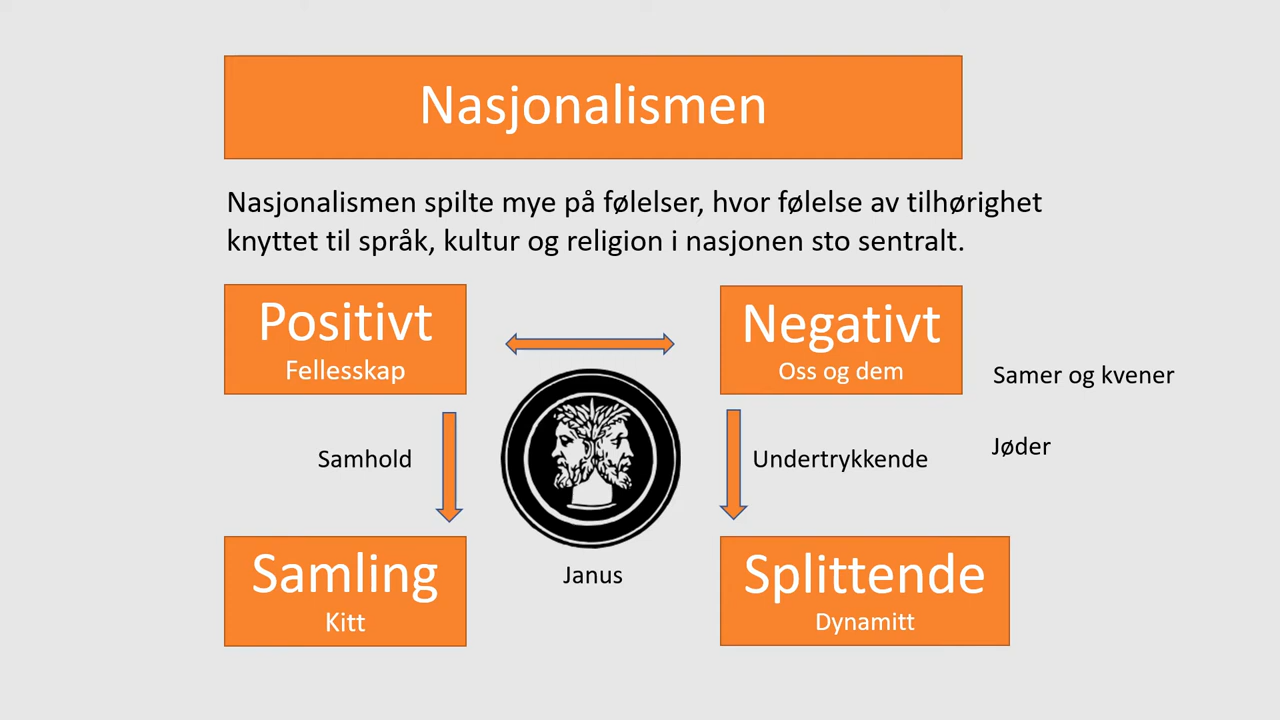 Nasjonalismen
Nasjonalismen spilte mye på følelser, hvor følelse av tilhørighet
knyttet til språk, kultur og religion i nasjonen sto sentralt.
Positivt
Fellesskap
Negativt
Oss og dem
Samer og kvener
Samhold
Undertrykkende
Jøder
Janus
Samling
Kitt
Splittende
Dynamitt